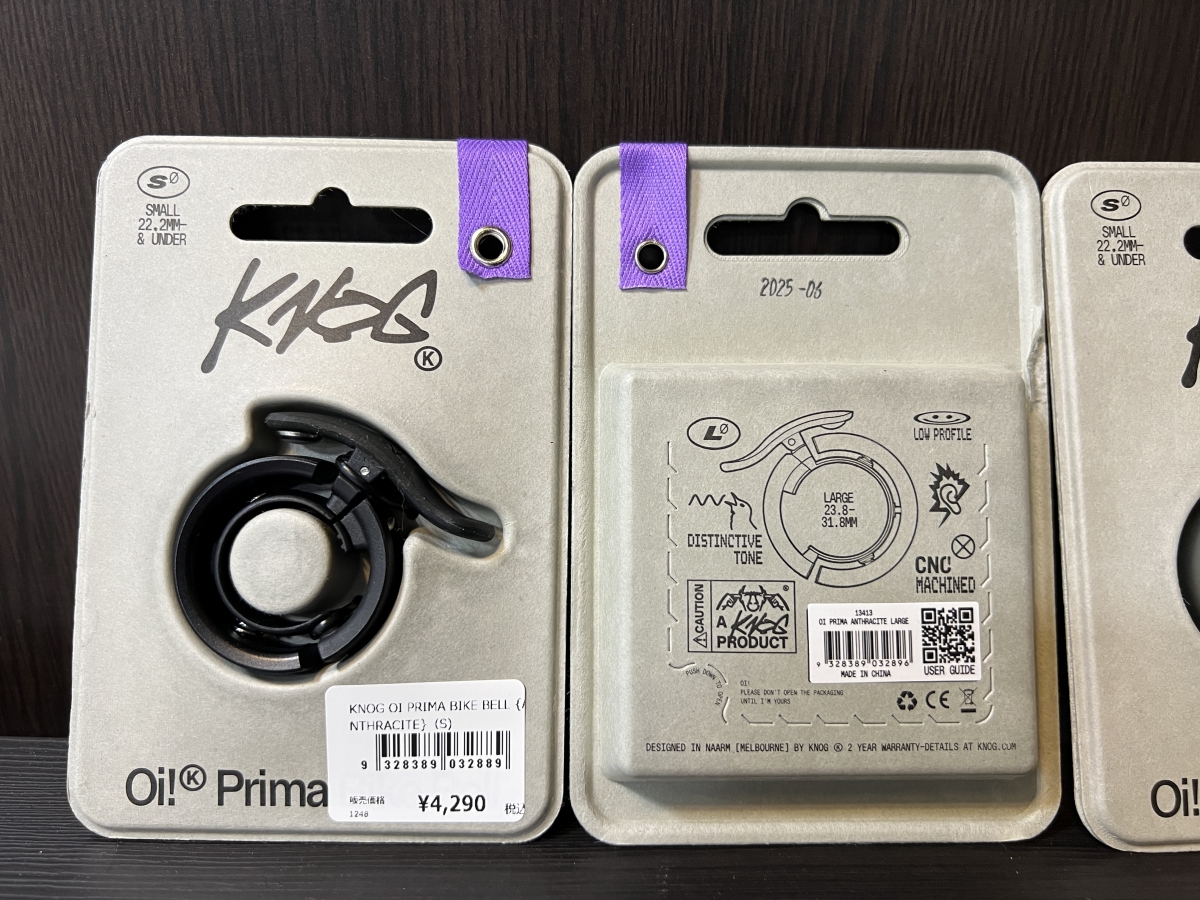 S∅
SMALL
22.2MM-
& UNDER
KNOG
K
KNOG OI PRIMA BIKE BELL {A
NTHRACITE} (S)
9 328389 032889
販売価格
1248
¥4,290
税込
Oi!Ⓚ Prima
2025-06
L∅
LOW PROFILE
LARGE
23.8-
31.8MM
DISTINCTIVE
TONE
CNC
MACHINED
⚠CAUTION
A KNOG
PRODUCT
®
13413
OI PRIMA ANTHRACITE LARGE
9 328389 032896
MADE IN CHINA
USER GUIDE
PUSH DOWN TO OPEN
OI!
PLEASE DON'T OPEN THE PACKAGING
UNTIL I'M YOURS
CE
DESIGNED IN NAARM [MELBOURNE] BY KNOG Ⓚ 2 YEAR WARRANTY-DETAILS AT KNOG.COM
S∅
SMALL
22.2MM-
& UNDER
Oi!